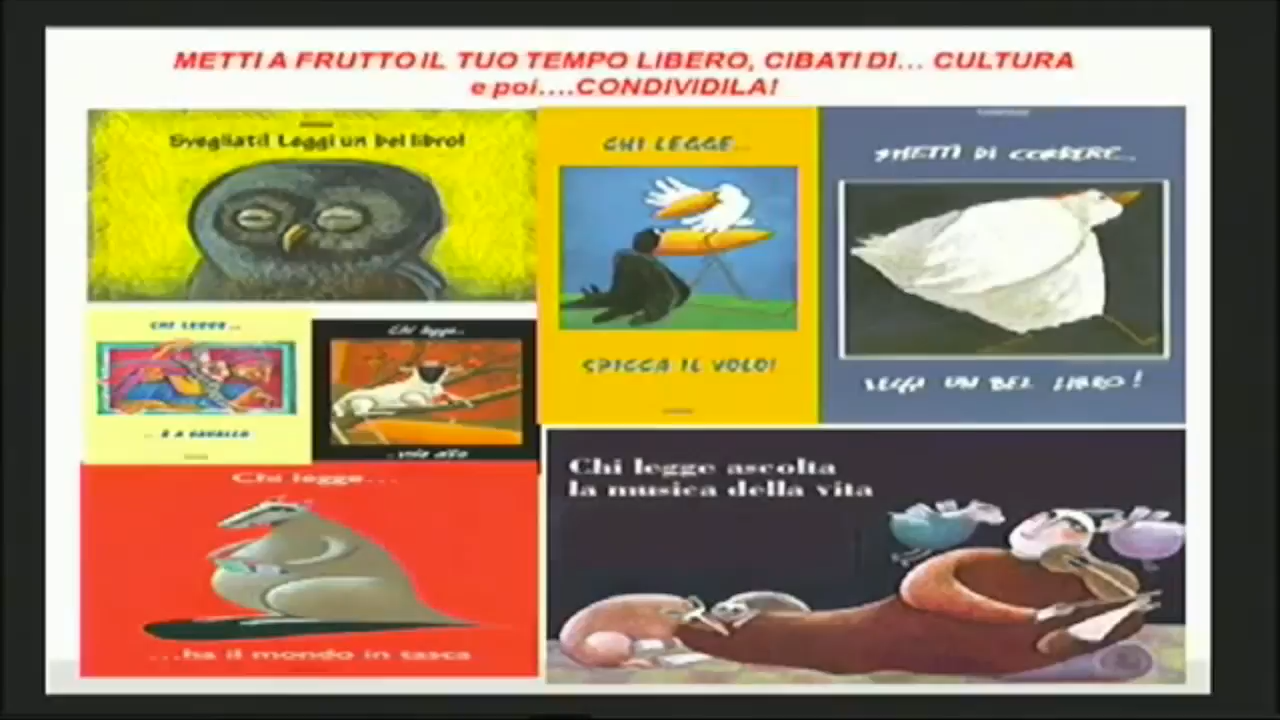 METTI A FRUTTO IL TUO TEMPO LIBERO, CIBATI DI... CULTURA
e poi....CONDIVIDILA!
Svegliati! Leggi un bel libro!
CHI LEGGE...
SPICCA IL VOLO!
SMETTI DI CORRERE...
LEGGI UN BEL LIBRO!
CHI LEGGE...
...È A CAVALLO
Chi legge...
...vola alto
Chi legge...
...ha il mondo in tasca
Chi legge ascolta
la musica della vita